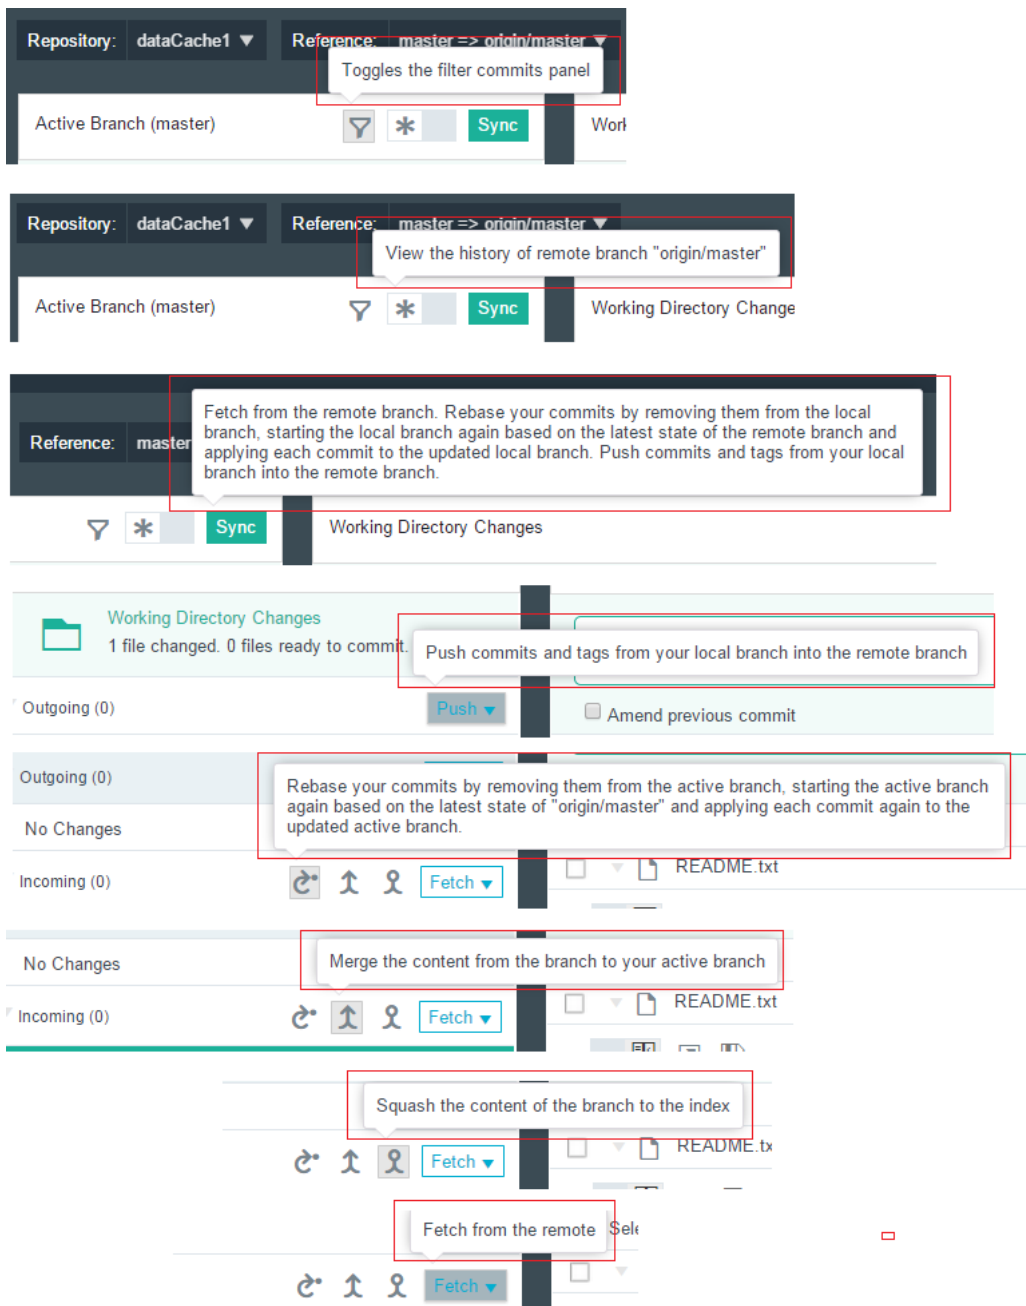 Repository: dataCache1 Reference: master => origin/master
Toggles the filter commits panel
Active Branch (master) Sync
Repository: dataCache1 Reference: master => origin/master
View the history of remote branch "origin/master"
Active Branch (master) Sync Working Directory Change
Fetch from the remote branch. Rebase your commits by removing them from the local
branch, starting the local branch again based on the latest state of the remote branch and
applying each commit to the updated local branch. Push commits and tags from your local
branch into the remote branch.
Reference: master
Sync Working Directory Changes
Working Directory Changes
1 file changed. 0 files ready to commit.
Push commits and tags from your local branch into the remote branch
Outgoing (0) Push
Amend previous commit
Outgoing (0)
Rebase your commits by removing them from the active branch, starting the active branch
again based on the latest state of "origin/master" and applying each commit again to the
updated active branch.
No Changes
README.txt
Incoming (0) Fetch
No Changes
Merge the content from the branch to your active branch
README.txt
Incoming (0) Fetch
Squash the content of the branch to the index
README.tx
Fetch
Fetch from the remote
Fetch